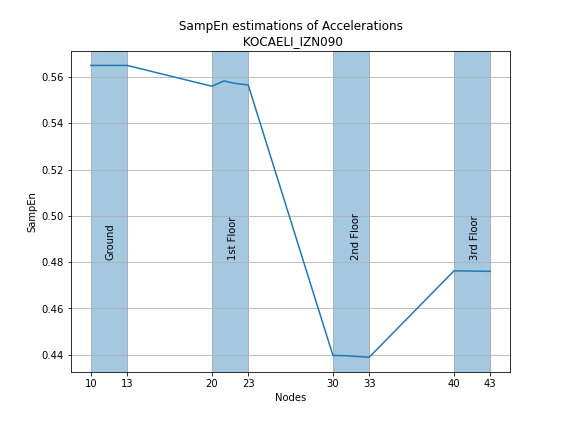 SampEn estimations of Accelerations
KOCAELI_IZN090
0.56
0.54
0.52
0.50
0.48
0.46
0.44
SampEn
Ground
1st Floor
2nd Floor
3rd Floor
10 13 20 23 30 33 40 43
Nodes